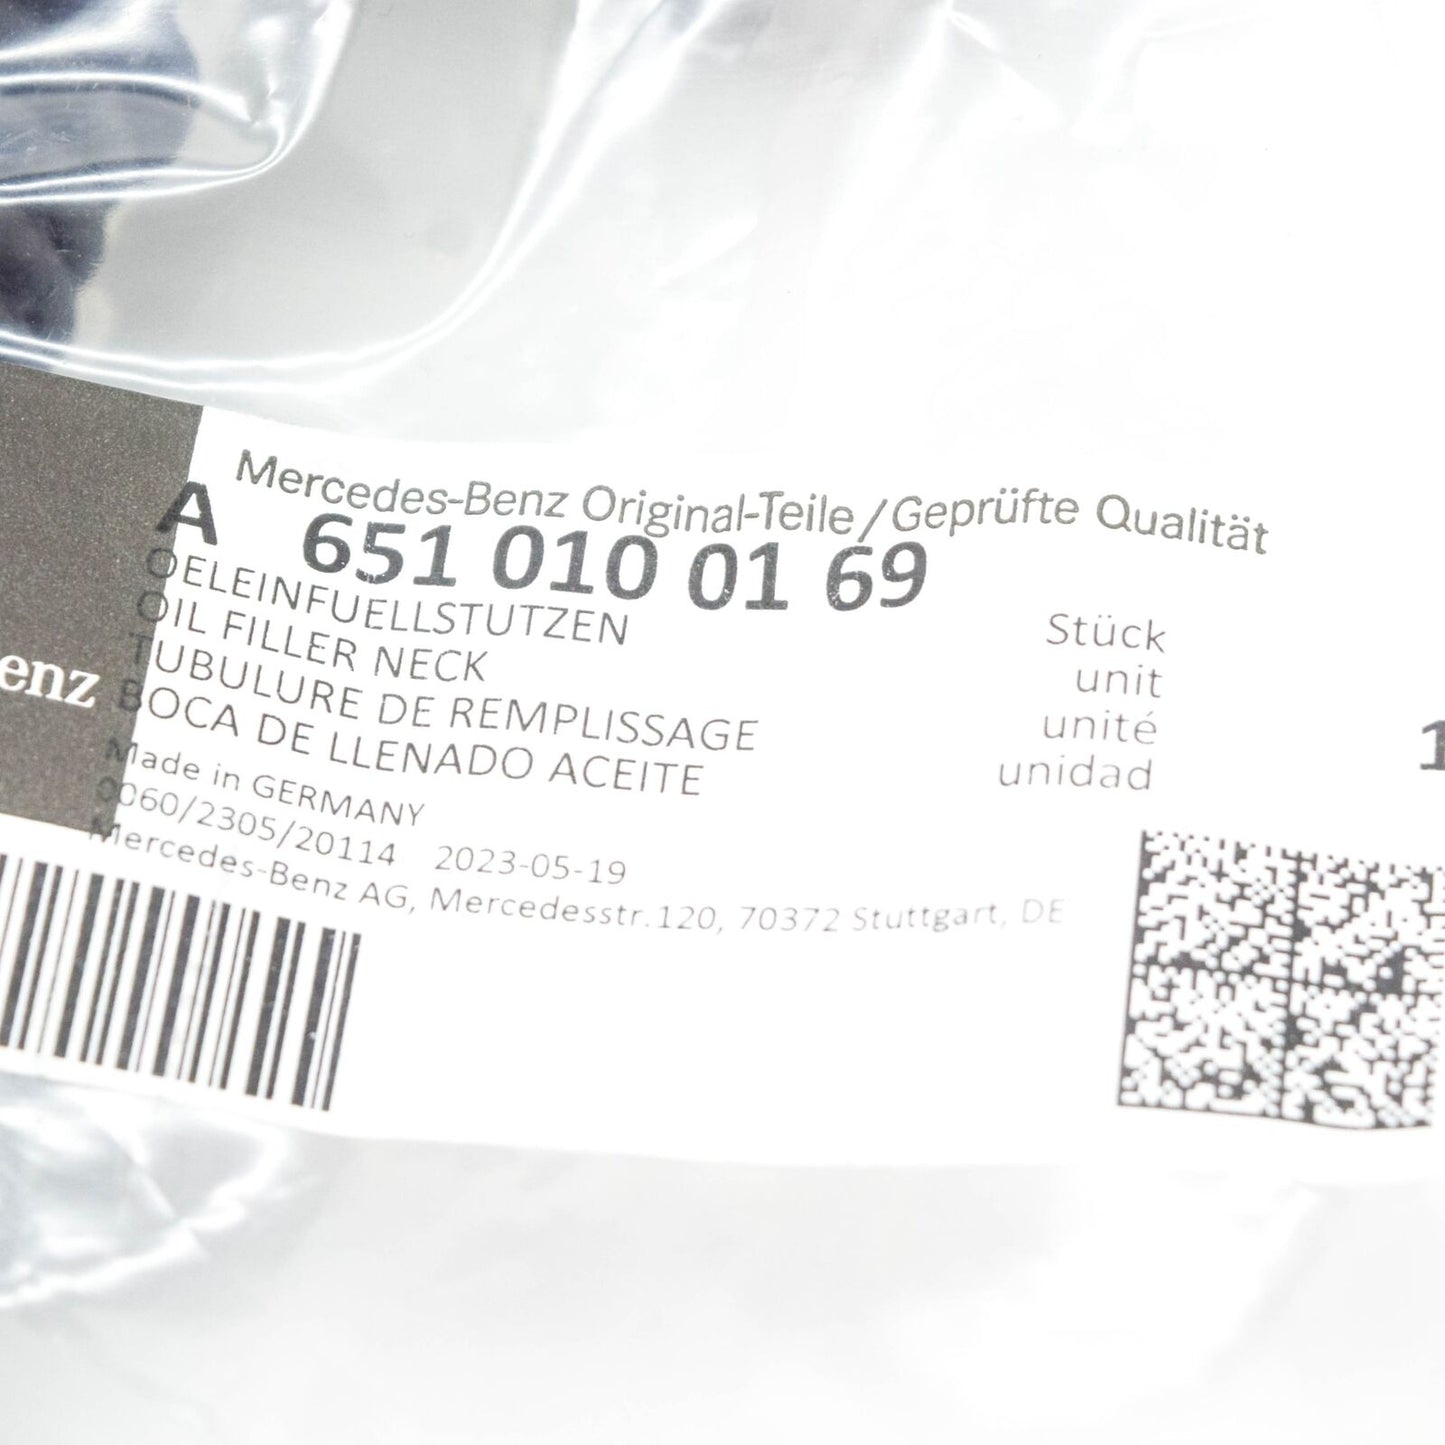 Mercedes-Benz Original-Teile/Geprüfte Qualität
A 651 010 01 69
OELEINFUELLSTUTZEN
OIL FILLER NECK
TUBULURE DE REMPLISSAGE
BOCA DE LLENADO ACEITE
Stück
unit
unité
unidad
1
Made in GERMANY
0060/2305/20114 2023-05-19
Mercedes-Benz AG, Mercedesstr.120, 70372 Stuttgart, DE
enz